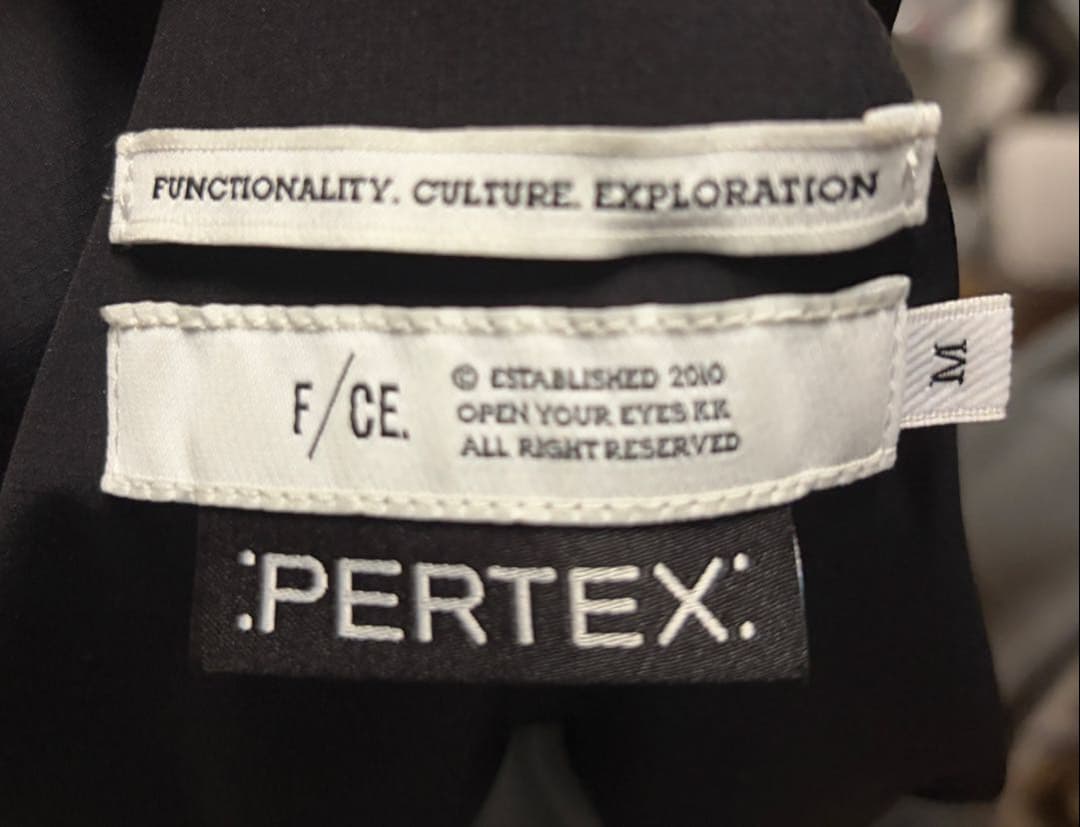 FUNCTIONALITY. CULTURE. EXPLORATION
F/CE.
© ESTABLISHED 2010
OPEN YOUR EYES KK
ALL RIGHT RESERVED
M
PERTEX